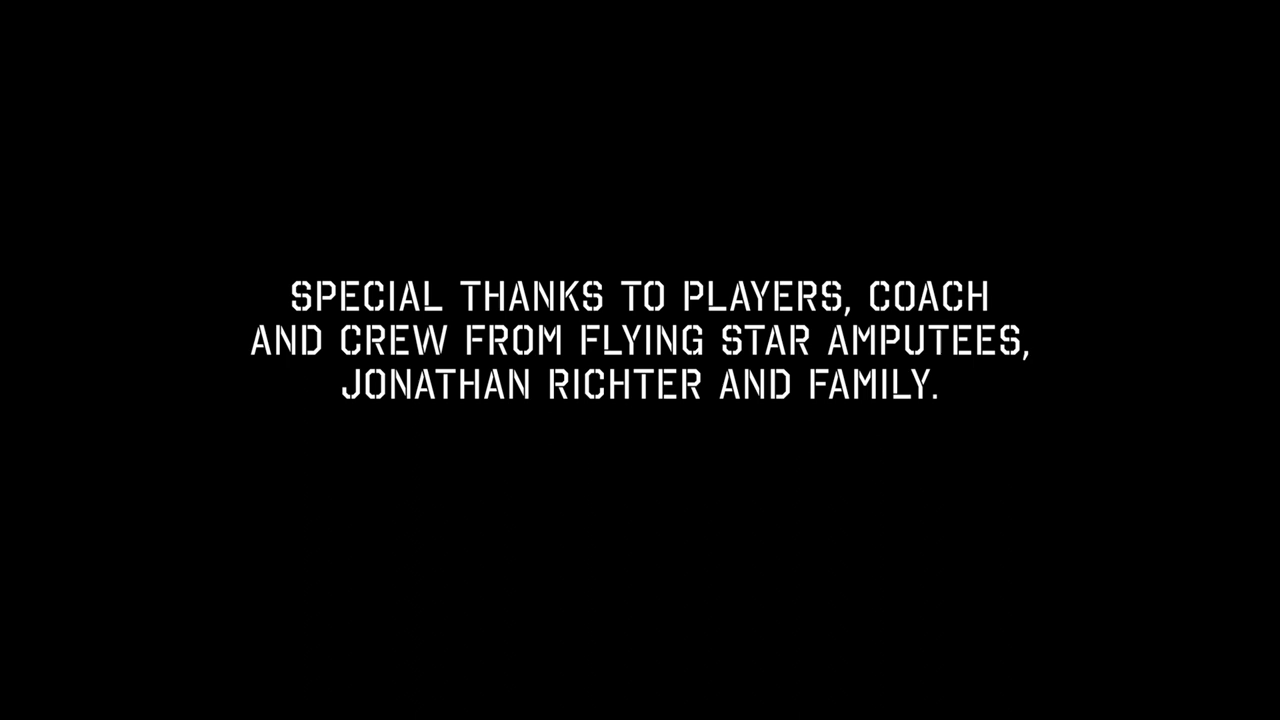 SPECIAL THANKS TO PLAYERS, COACH
AND CREW FROM FLYING STAR AMPUTEES,
JONATHAN RICHTER AND FAMILY.